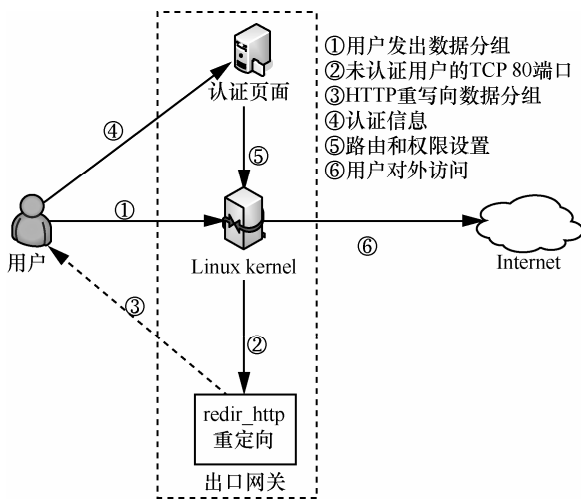 ①用户发出数据分组
②未认证用户的TCP 80端口
③HTTP重写向数据分组
④认证信息
⑤路由和权限设置
⑥用户对外访问
认证页面
④
⑤
①
⑥
用户
Linux kernel
Internet
③
②
redir_http
重定向
出口网关